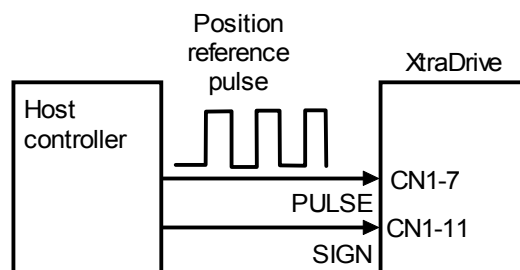 Position
reference
pulse
XtraDrive
Host
controller
CN1-7
PULSE
CN1-11
SIGN